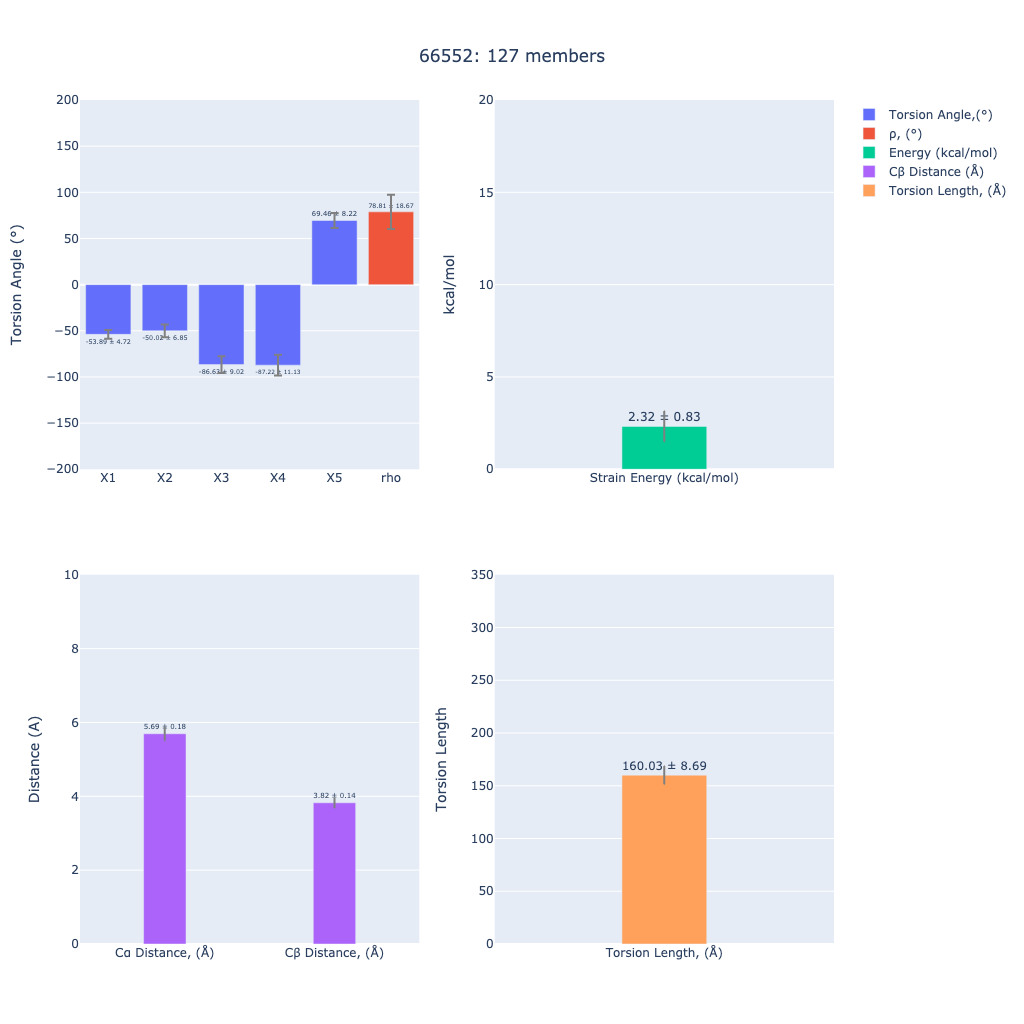 66552: 127 members
Torsion Angle (°)
200
150
100
50
0
−50
−100
−150
−200
-53.89 ± 4.72
-50.02 ± 6.85
-86.63 ± 9.02
-87.22 ± 11.13
69.46 ± 8.22
78.81 ± 18.67
X1 X2 X3 X4 X5 rho
kcal/mol
20
15
10
5
0
2.32 ± 0.83
Strain Energy (kcal/mol)
Torsion Angle,(°)
ρ, (°)
Energy (kcal/mol)
Cβ Distance (Å)
Torsion Length, (Å)
Distance (A)
10
8
6
4
2
0
5.69 ± 0.18
3.82 ± 0.14
Cα Distance, (Å) Cβ Distance, (Å)
Torsion Length
350
300
250
200
150
100
50
0
160.03 ± 8.69
Torsion Length, (Å)